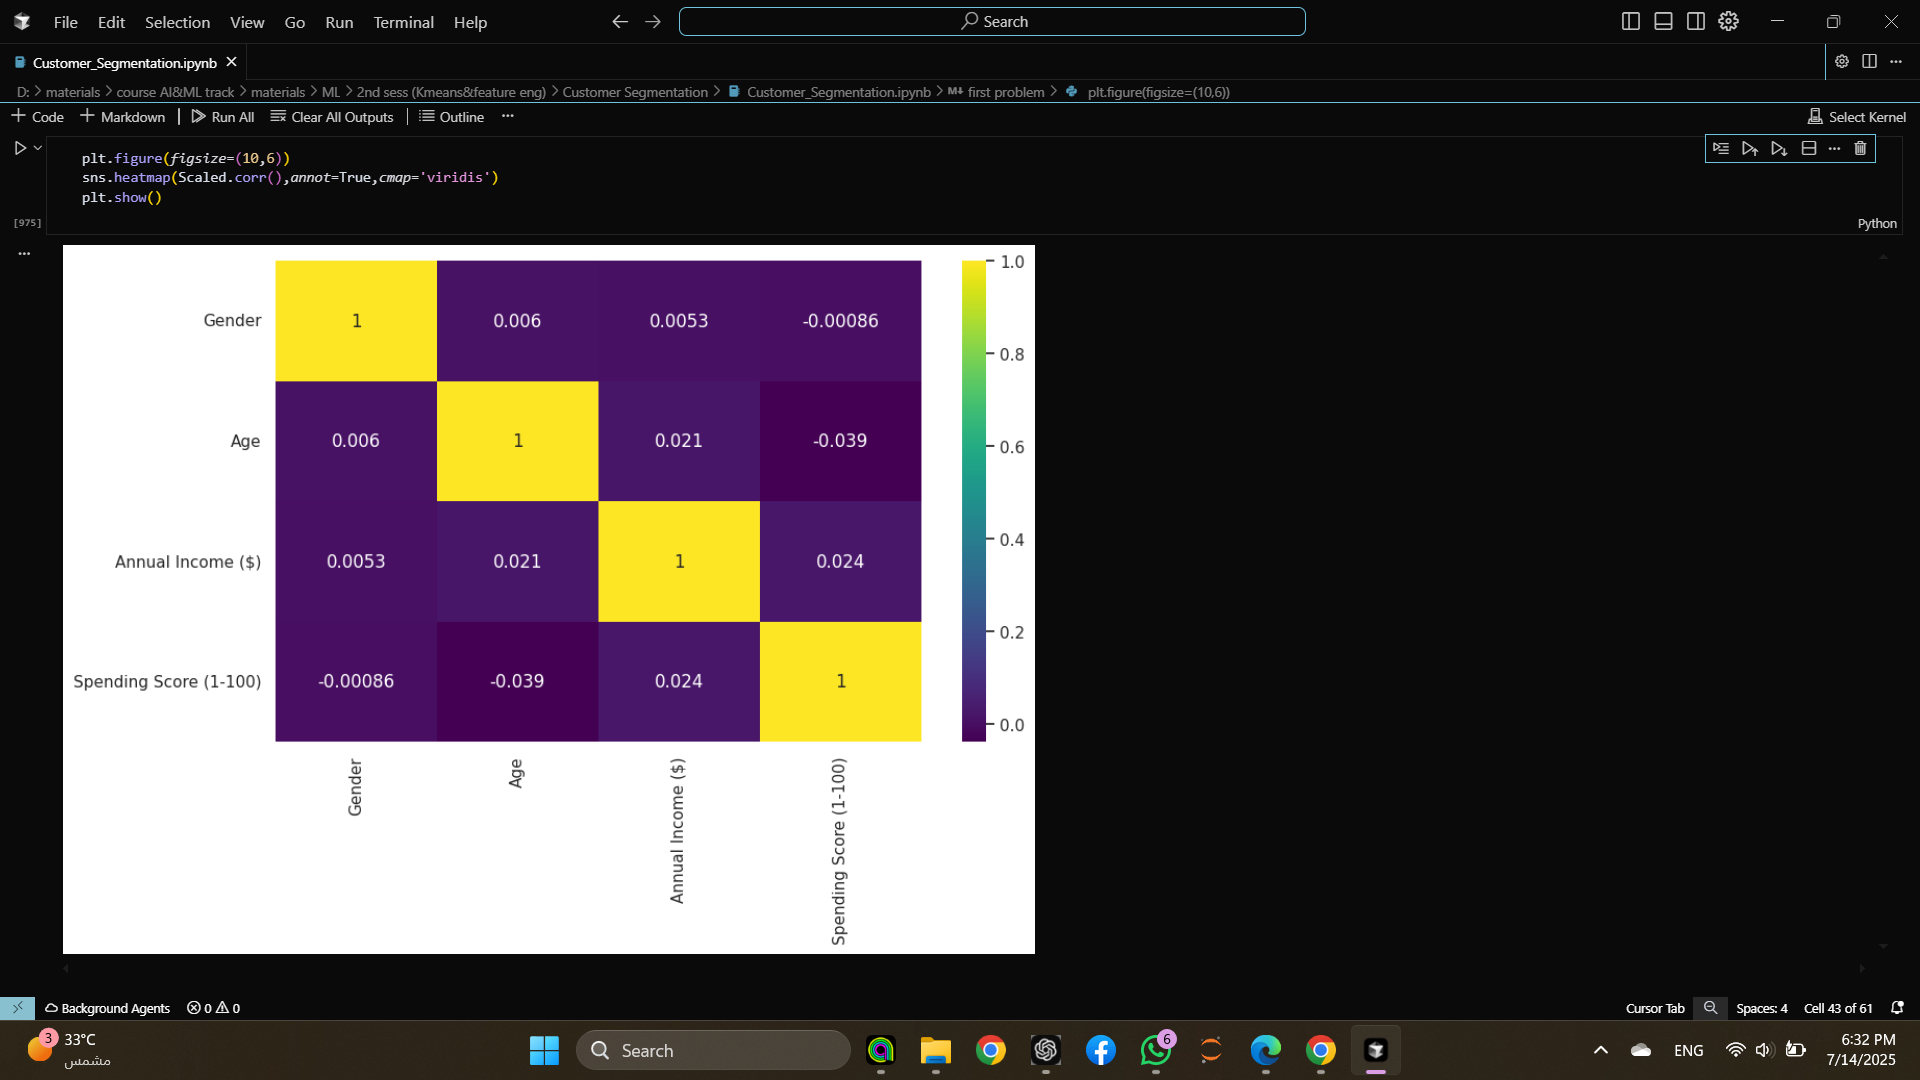 File Edit Selection View Go Run Terminal Help
Search
Customer_Segmentation.ipynb
D: > materials > course AI&ML track > materials > ML > 2nd sess (Kmeans&feature eng) > Customer Segmentation > Customer_Segmentation.ipynb > M↓ first problem > plt.figure(figsize=(10,6))
+ Code + Markdown | Run All Clear All Outputs | Outline ...
Select Kernel
plt.figure(figsize=(10,6))
sns.heatmap(Scaled.corr(),annot=True,cmap='viridis')
plt.show()
[975]
Python
Gender 1 0.006 0.0053 -0.00086
Age 0.006 1 0.021 -0.039
Annual Income ($) 0.0053 0.021 1 0.024
Spending Score (1-100) -0.00086 -0.039 0.024 1
Gender
Age
Annual Income ($)
Spending Score (1-100)
1.0
0.8
0.6
0.4
0.2
0.0
Background Agents 0 0
Cursor Tab Spaces: 4 Cell 43 of 61
3
33°C
مشمس
Search
6
ENG
6:32 PM
7/14/2025